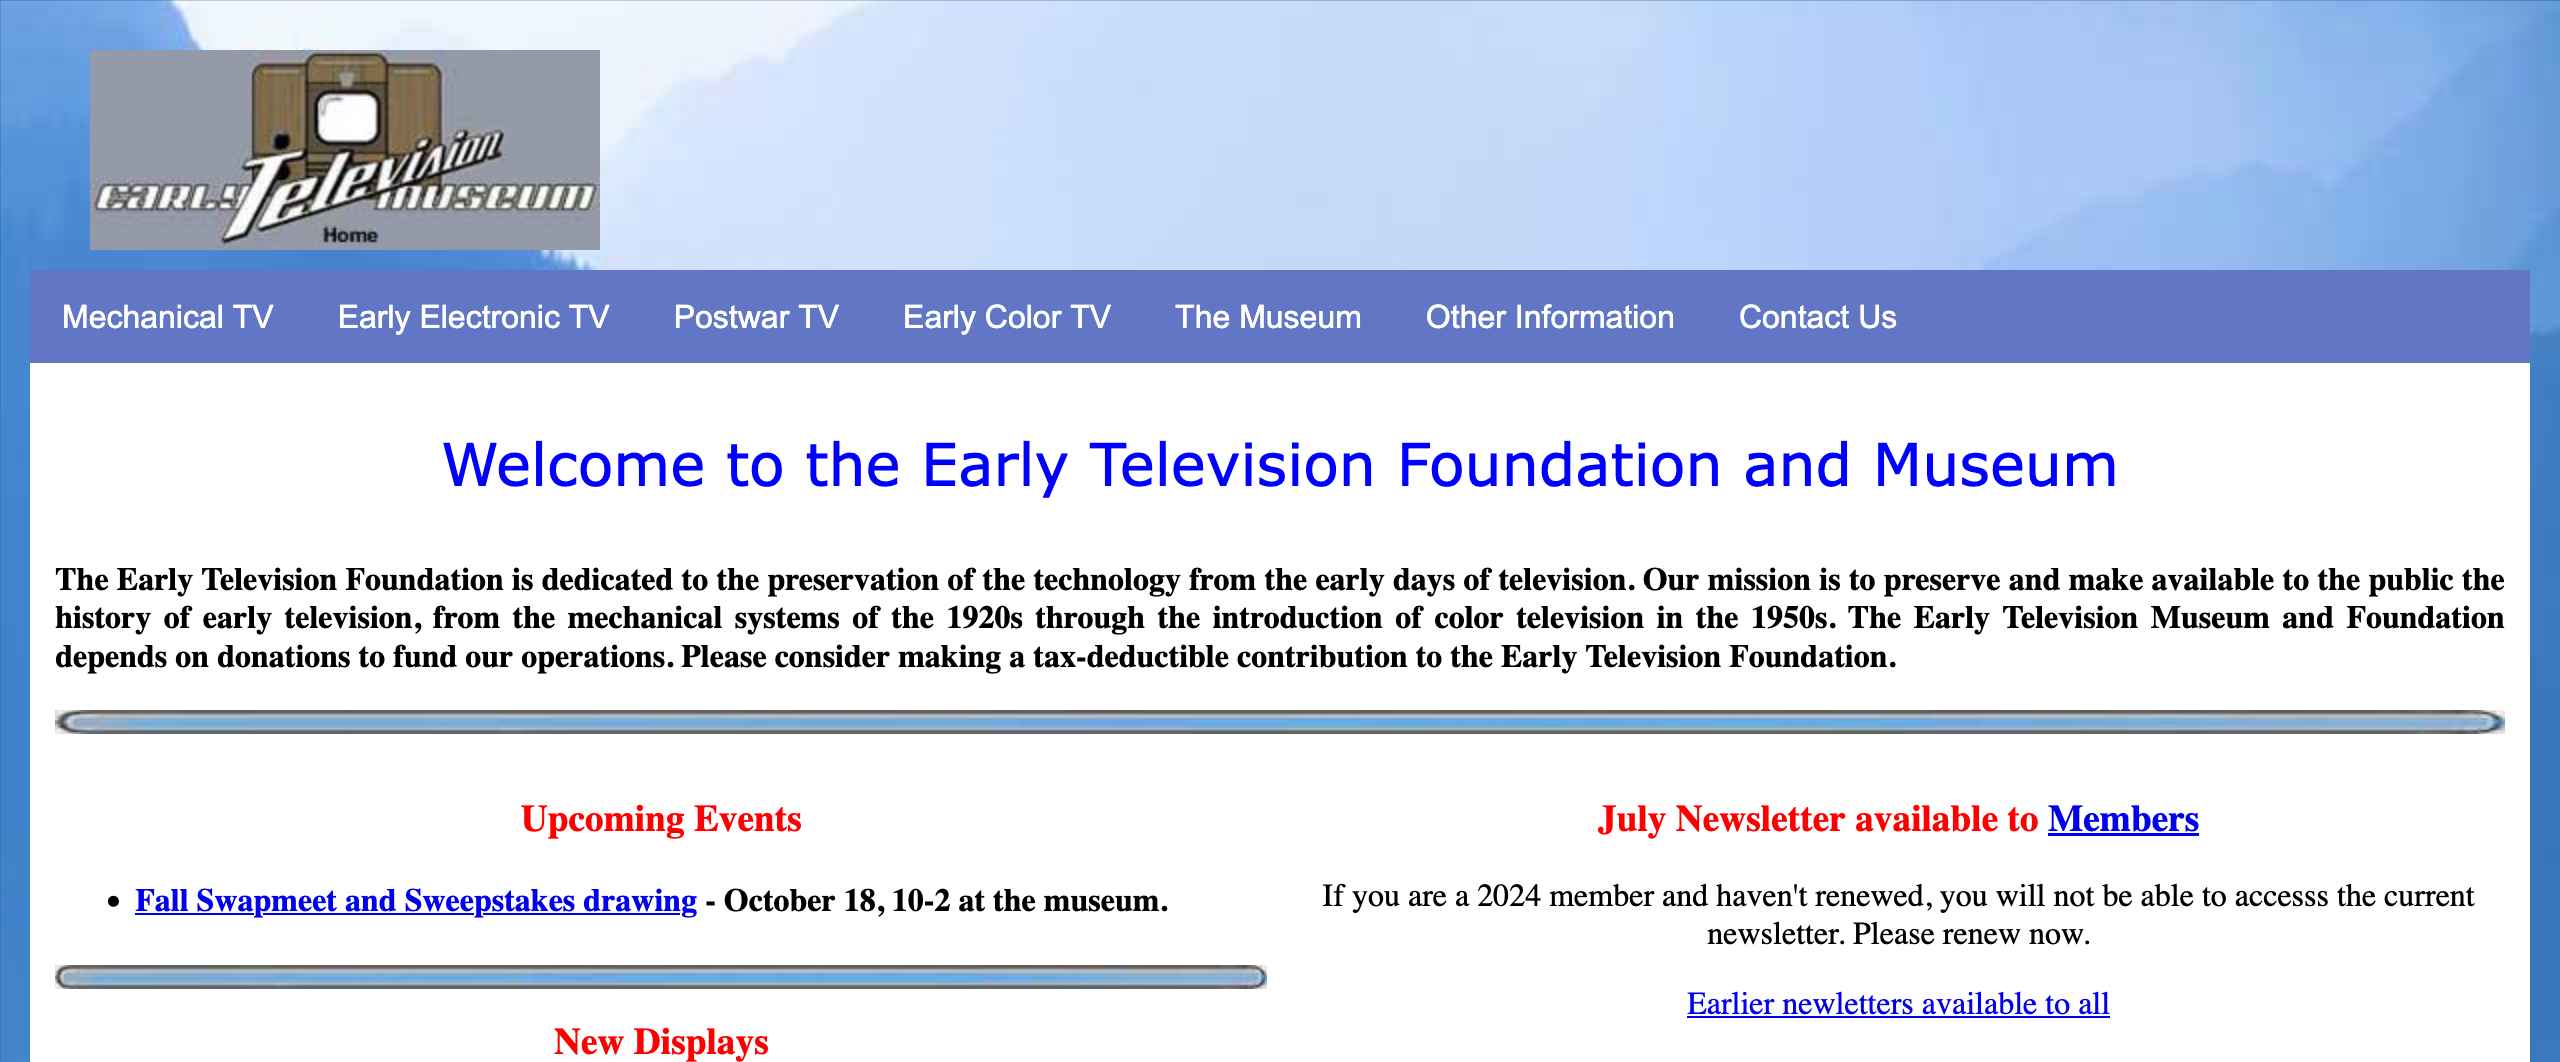 Early Television Museum
Home
Mechanical TV Early Electronic TV Postwar TV Early Color TV The Museum Other Information Contact Us
Welcome to the Early Television Foundation and Museum
The Early Television Foundation is dedicated to the preservation of the technology from the early days of television. Our mission is to preserve and make available to the public the
history of early television, from the mechanical systems of the 1920s through the introduction of color television in the 1950s. The Early Television Museum and Foundation
depends on donations to fund our operations. Please consider making a tax-deductible contribution to the Early Television Foundation.
Upcoming Events
• Fall Swapmeet and Sweepstakes drawing - October 18, 10-2 at the museum.
New Displays
July Newsletter available to Members
If you are a 2024 member and haven't renewed, you will not be able to accesss the current
newsletter. Please renew now.
Earlier newletters available to all